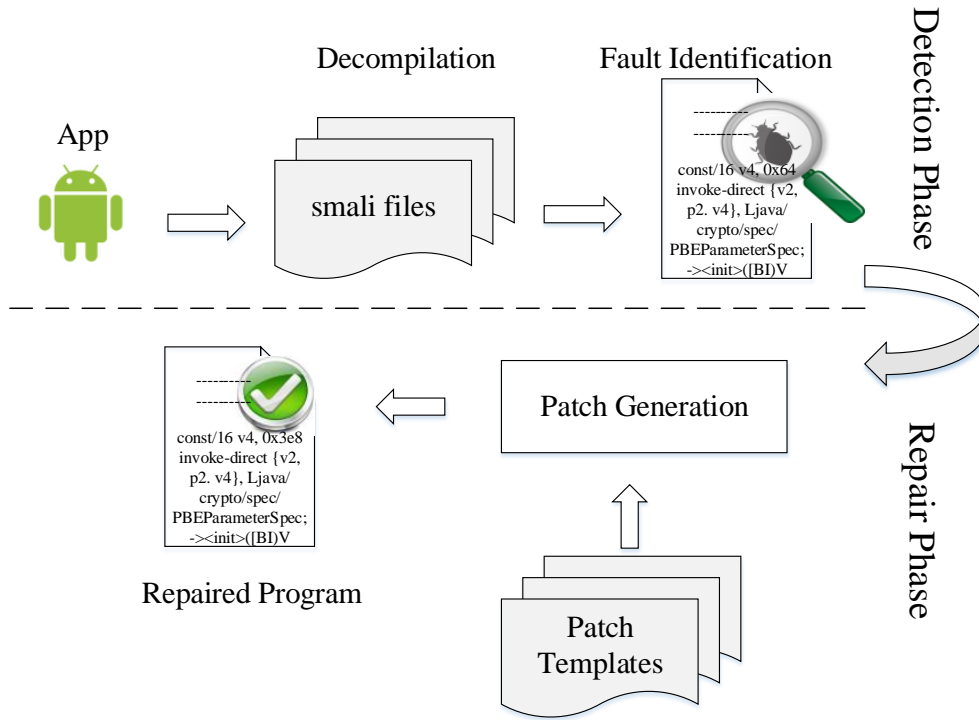 Decompilation
Fault Identification
App
smali files
const/16 v4, 0x64
invoke-direct {v2,
p2. v4}, Ljava/
crypto/spec/
PBEParameterSpec;
-><init>([BI)V
Detection Phase
Patch Generation
const/16 v4, 0x3e8
invoke-direct {v2,
p2. v4}, Ljava/
crypto/spec/
PBEParameterSpec;
-><init>([BI)V
Repaired Program
Patch
Templates
Repair Phase